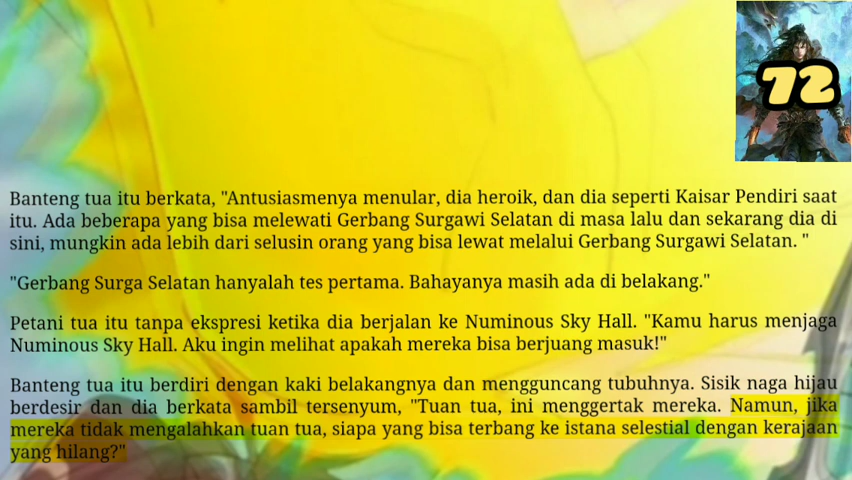 72
Banteng tua itu berkata, "Antusiasmenya menular, dia heroik, dan dia seperti Kaisar Pendiri saat
itu. Ada beberapa yang bisa melewati Gerbang Surgawi Selatan di masa lalu dan sekarang dia di
sini, mungkin ada lebih dari selusin orang yang bisa lewat melalui Gerbang Surgawi Selatan. "
"Gerbang Surga Selatan hanyalah tes pertama. Bahayanya masih ada di belakang."
Petani tua itu tanpa ekspresi ketika dia berjalan ke Numinous Sky Hall. "Kamu harus menjaga
Numinous Sky Hall. Aku ingin melihat apakah mereka bisa berjuang masuk!"
Banteng tua itu berdiri dengan kaki belakangnya dan mengguncang tubuhnya. Sisik naga hijau
berdesir dan dia berkata sambil tersenyum, "Tuan tua, ini menggertak mereka. Namun, jika
mereka tidak mengalahkan tuan tua, siapa yang bisa terbang ke istana selestial dengan kerajaan
yang hilang?"